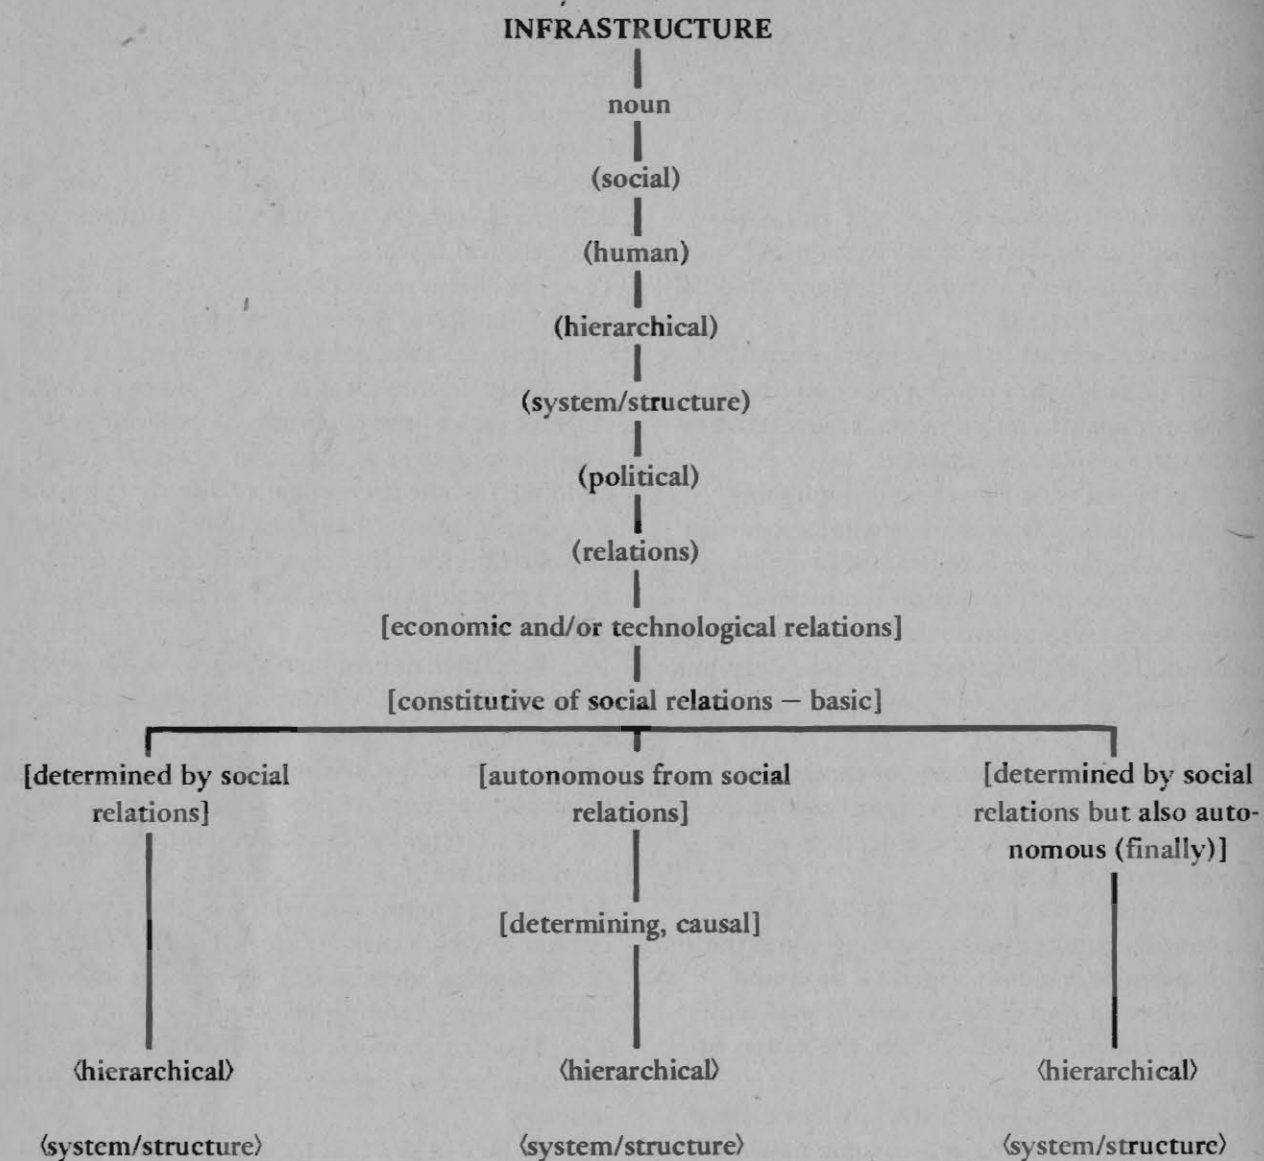 INFRASTRUCTURE
noun
(social)
(human)
(hierarchical)
(system/structure)
(political)
(relations)
[economic and/or technological relations]
[constitutive of social relations – basic]
[determined by social
relations]
[autonomous from social
relations]
[determined by social
relations but also auto-
nomous (finally)]
[determining, causal]
⟨hierarchical⟩
⟨hierarchical⟩
⟨hierarchical⟩
⟨system/structure⟩
⟨system/structure⟩
⟨system/structure⟩